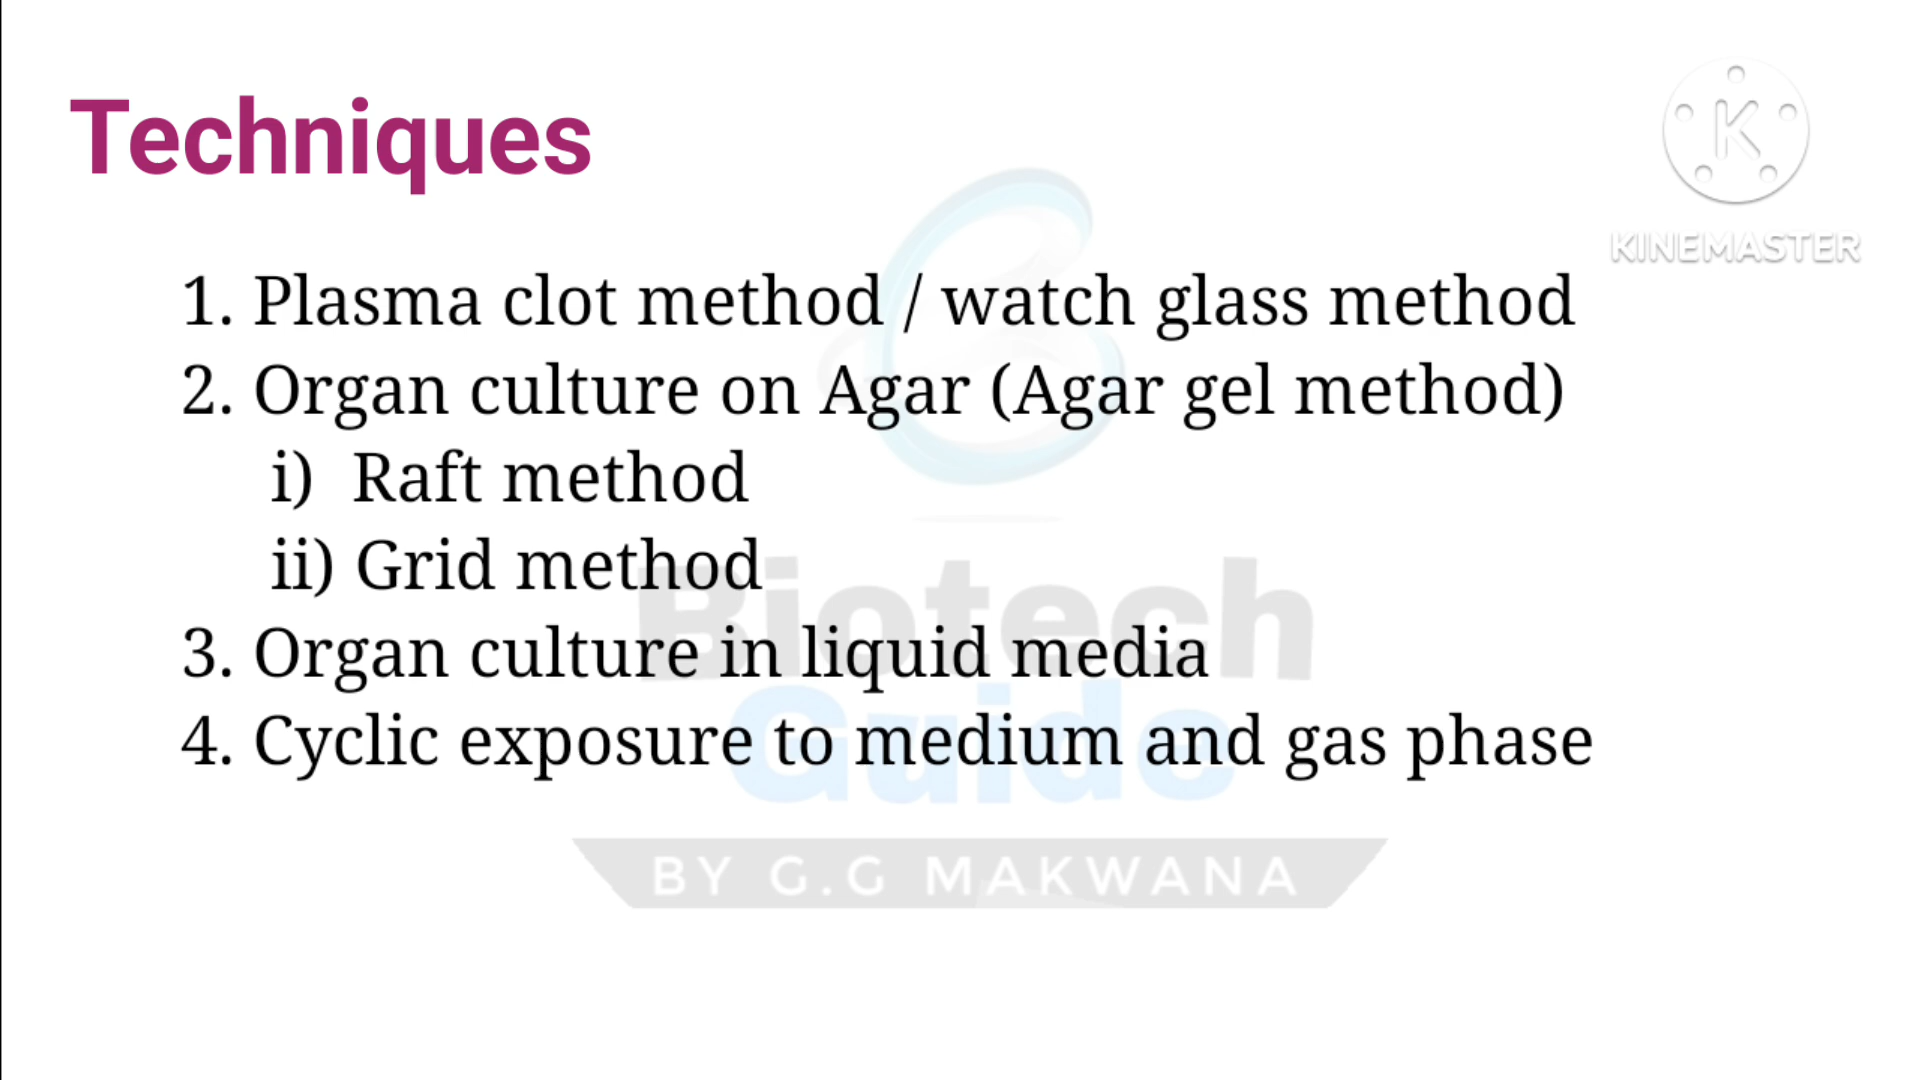 Techniques
K
KINEMASTER
1. Plasma clot method / watch glass method
2. Organ culture on Agar (Agar gel method)
i) Raft method
ii) Grid method
3. Organ culture in liquid media
4. Cyclic exposure to medium and gas phase
Biotech
Guide
BY G.G MAKWANA